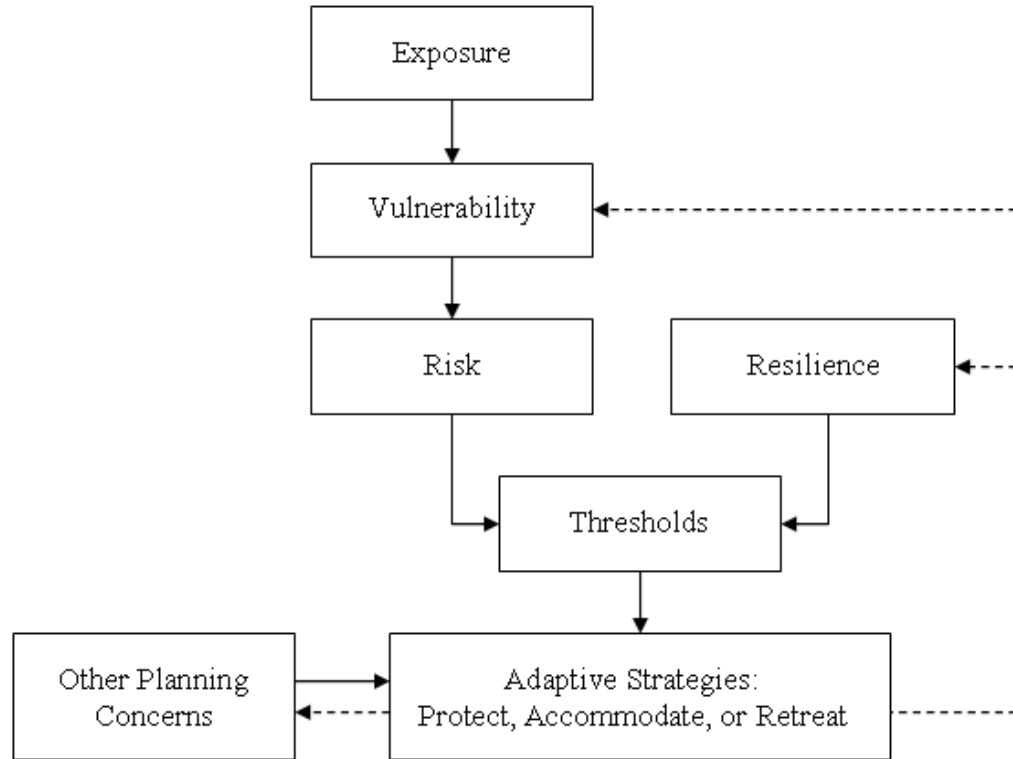 Exposure
Vulnerability
Risk
Resilience
Thresholds
Other Planning
Concerns
Adaptive Strategies:
Protect, Accommodate, or Retreat